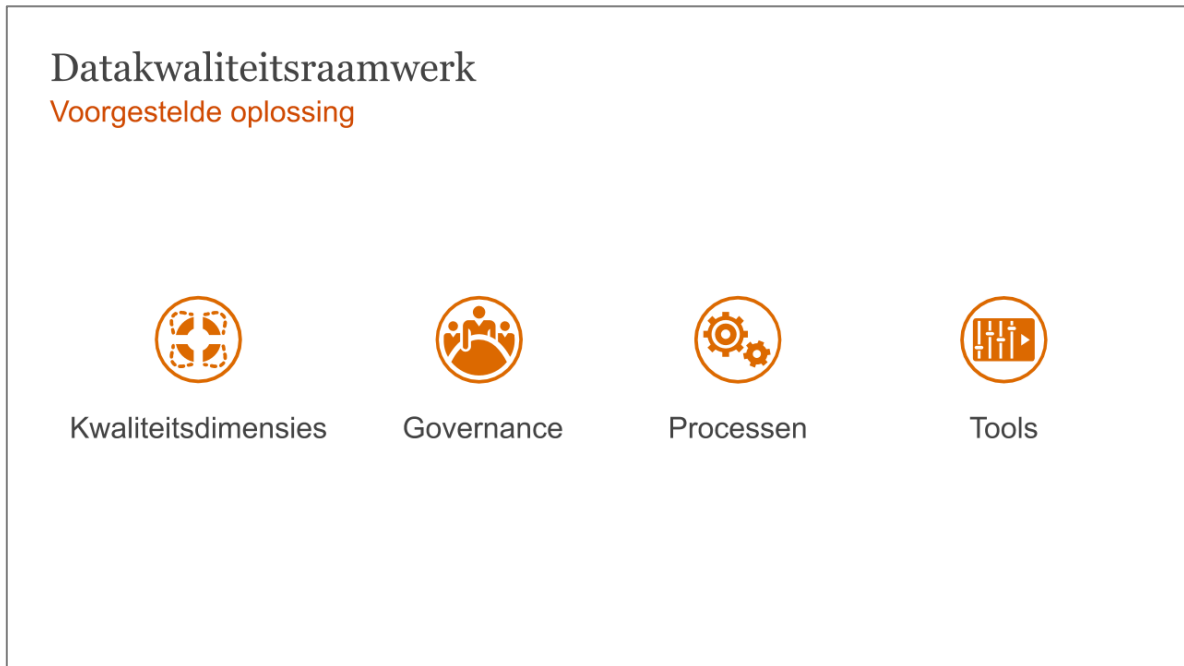 Datakwaliteitsraamwerk
Voorgestelde oplossing
Kwaliteitsdimensies
Governance
Processen
Tools